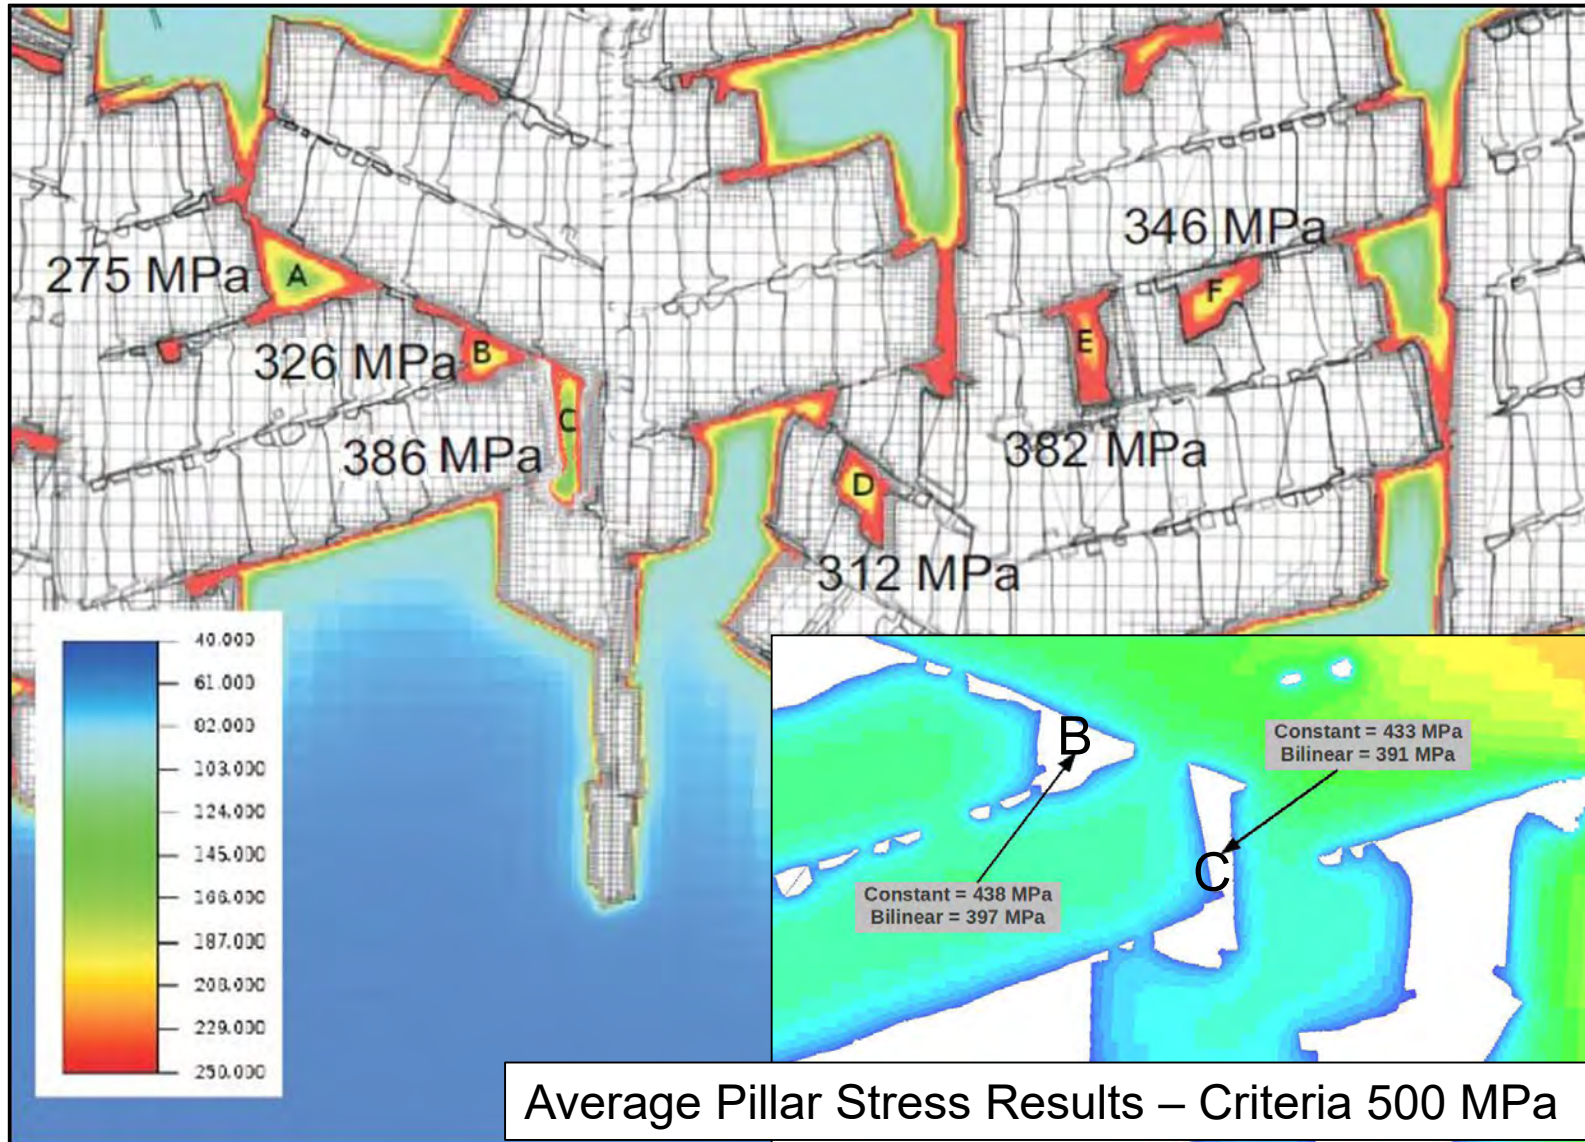 346 MPa
275 MPa
A
F
E
326 MPa
B
C
386 MPa
382 MPa
D
312 MPa
40.000
61.000
82.000
103.000
124.000
145.000
166.000
187.000
208.000
229.000
250.000
B
Constant = 433 MPa
Bilinear = 391 MPa
C
Constant = 438 MPa
Bilinear = 397 MPa
Average Pillar Stress Results – Criteria 500 MPa